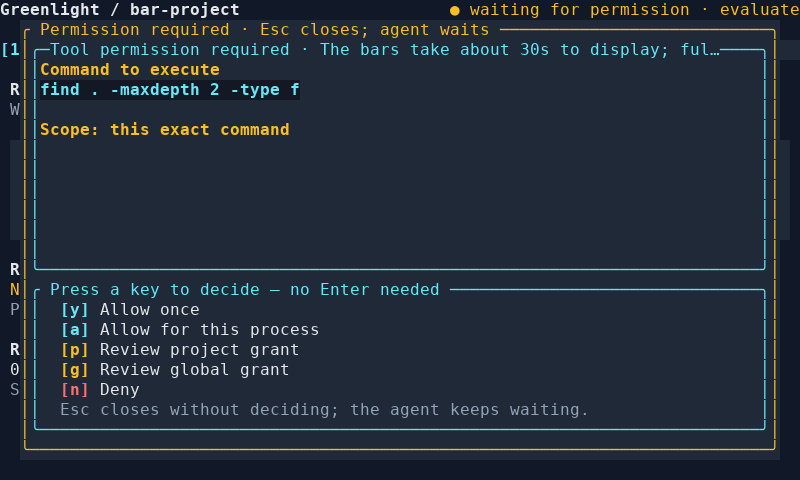 Greenlight / bar-project ● waiting for permission · evaluate
Permission required · Esc closes; agent waits
[1
Tool permission required · The bars take about 30s to display; ful…
Command to execute
R
find . -maxdepth 2 -type f
W
Scope: this exact command
R
N
Press a key to decide — no Enter needed
P
[y] Allow once
[a] Allow for this process
R
[p] Review project grant
0
[g] Review global grant
S
[n] Deny
Esc closes without deciding; the agent keeps waiting.